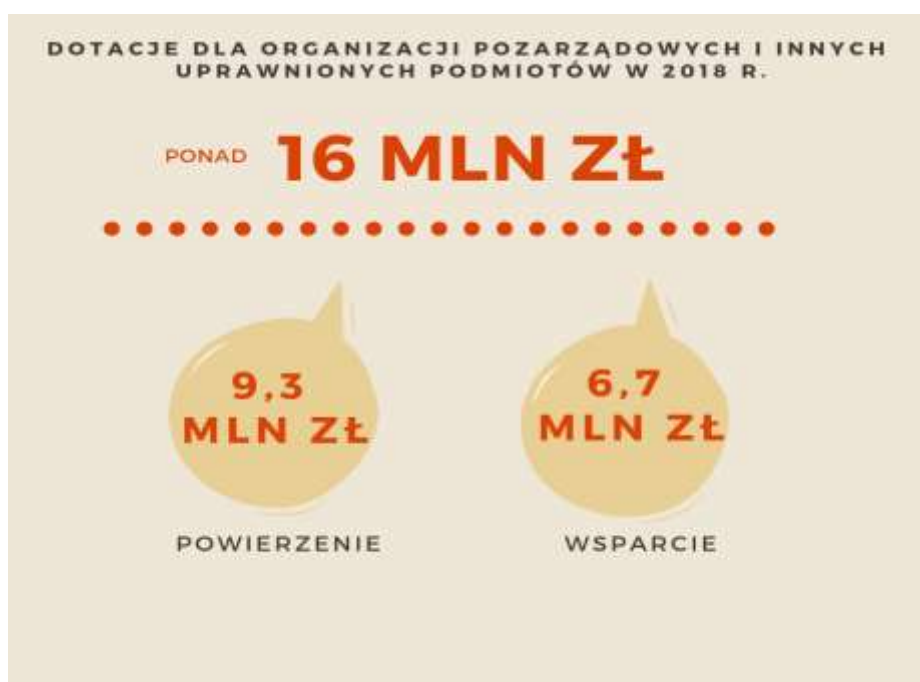 DOTACJE DLA ORGANIZACJI POZARZĄDOWYCH I INNYCH
UPRAWNIONYCH PODMIOTÓW W 2018 R.
PONAD 16 MLN ZŁ
9,3
MLN ZŁ
POWIERZENIE
6,7
MLN ZŁ
WSPARCIE